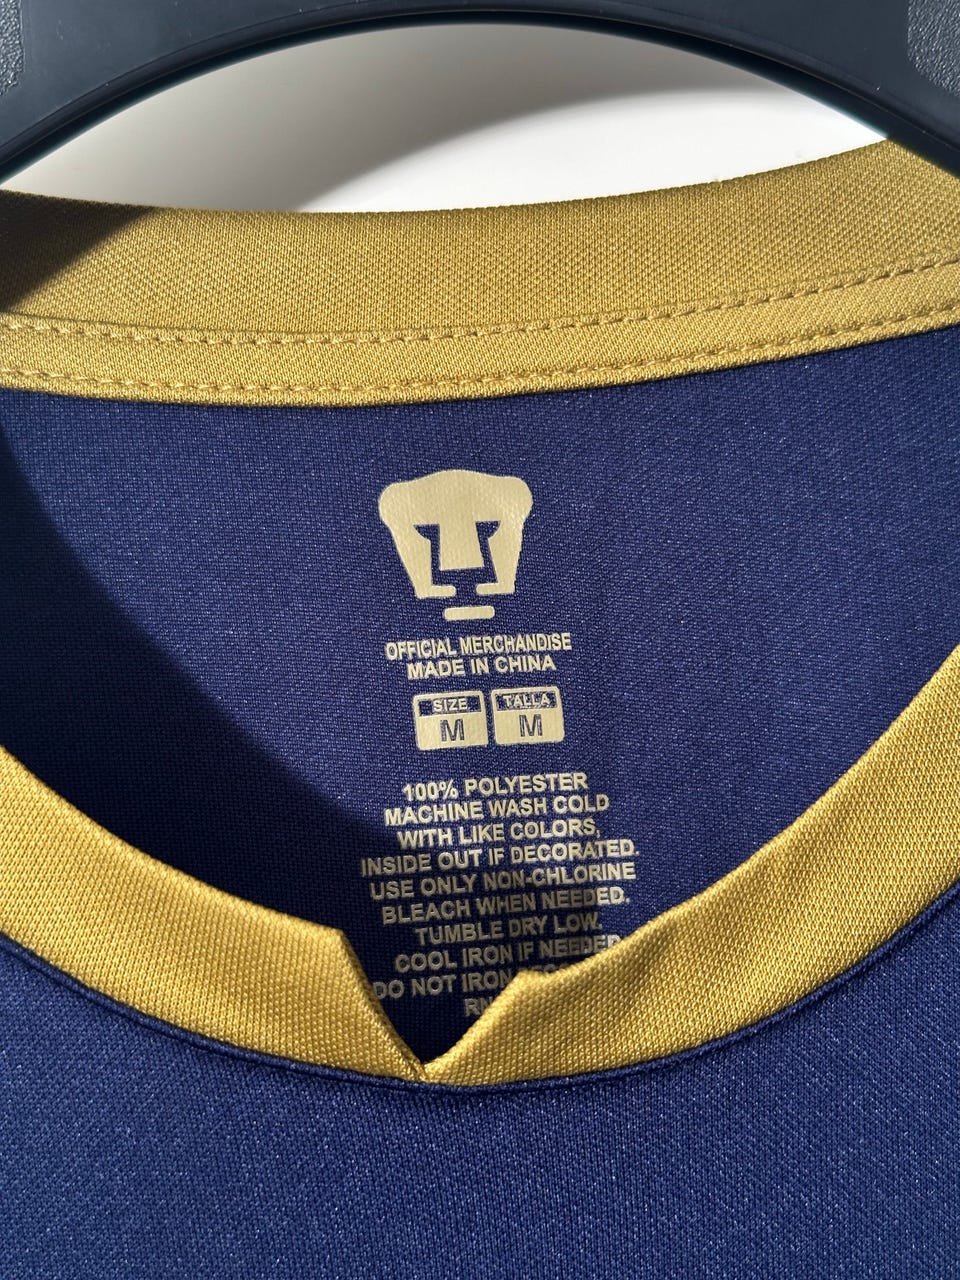 OFFICIAL MERCHANDISE
MADE IN CHINA
SIZE TALLA
M M
100% POLYESTER
MACHINE WASH COLD
WITH LIKE COLORS,
INSIDE OUT IF DECORATED.
USE ONLY NON-CHLORINE
BLEACH WHEN NEEDED.
TUMBLE DRY LOW.
COOL IRON IF NEEDED
DO NOT IRON
RN